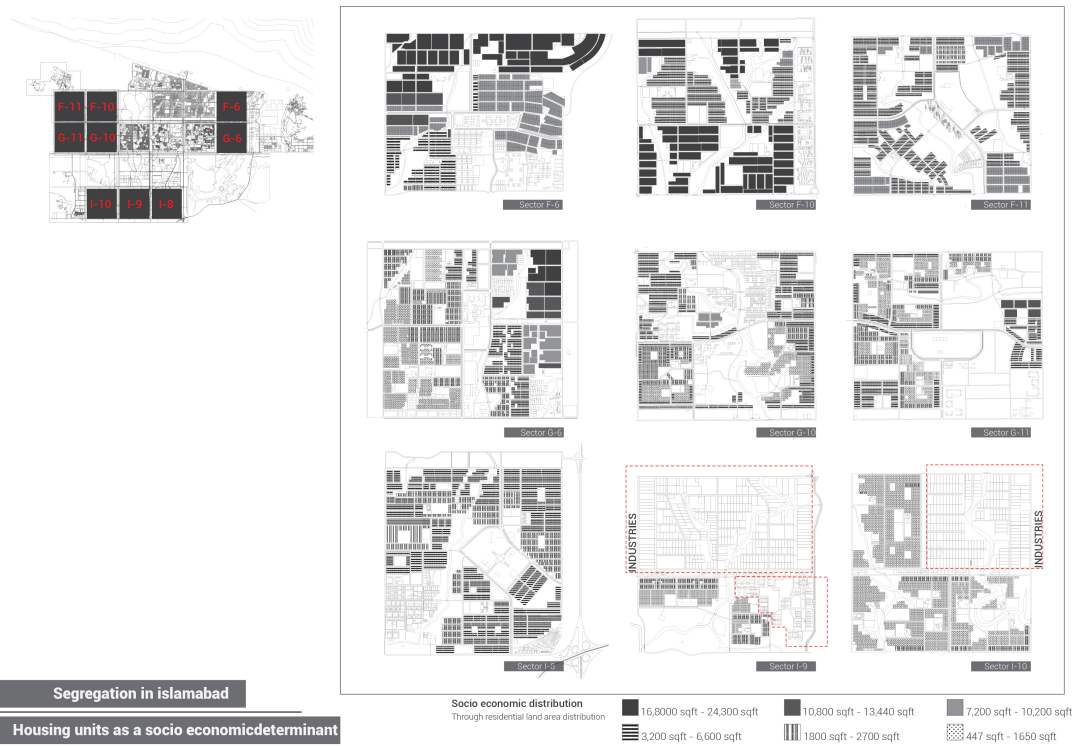 F-11 F-10 F-6
G-11 G-10 G-6
I-10 I-9 I-8
Sector F-6
Sector F-10
Sector F-11
Sector G-6
Sector G-10
Sector G-11
INDUSTRIES
INDUSTRIES
Sector I-8
Sector I-9
Sector I-10
Segregation in islamabad
Housing units as a socio economicdeterminant
Socio economic distribution
Through residential land area distribution
16,8000 sqft - 24,300 sqft
10,800 sqft - 13,440 sqft
7,200 sqft - 10,200 sqft
3,200 sqft - 6,600 sqft
1800 sqft - 2700 sqft
447 sqft - 1650 sqft